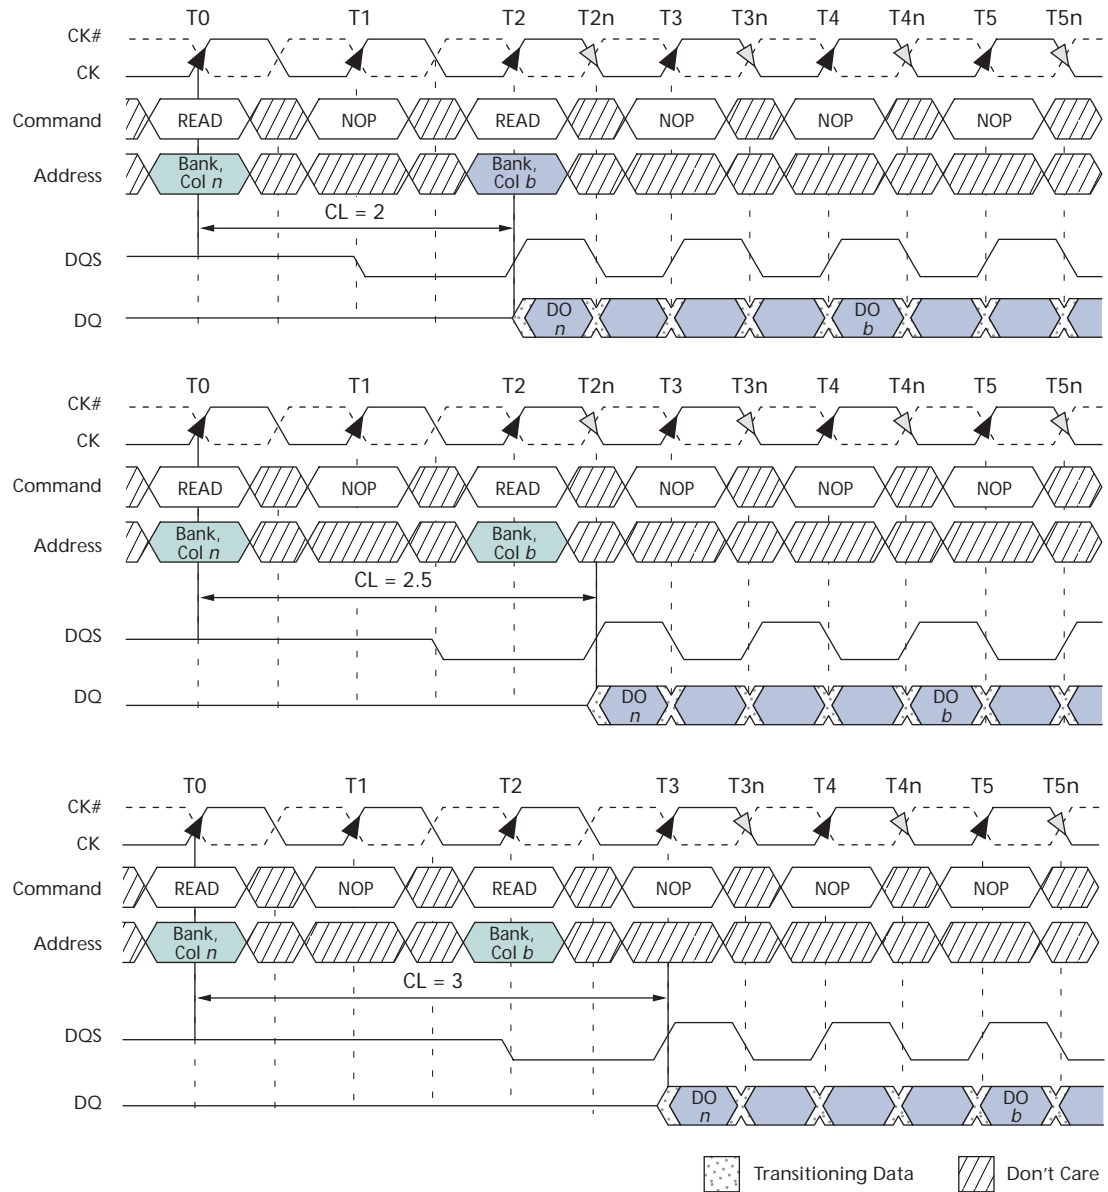 T0 T1 T2 T2n T3 T3n T4 T4n T5 T5n
CK#
CK
Command READ NOP READ NOP NOP NOP
Address Bank, Col n Bank, Col b
CL = 2
DQS
DQ DO n DO b
T0 T1 T2 T2n T3 T3n T4 T4n T5 T5n
CK#
CK
Command READ NOP READ NOP NOP NOP
Address Bank, Col n Bank, Col b
CL = 2.5
DQS
DQ DO n DO b
T0 T1 T2 T3 T3n T4 T4n T5 T5n
CK#
CK
Command READ NOP READ NOP NOP NOP
Address Bank, Col n Bank, Col b
CL = 3
DQS
DQ DO n DO b
Transitioning Data Don't Care